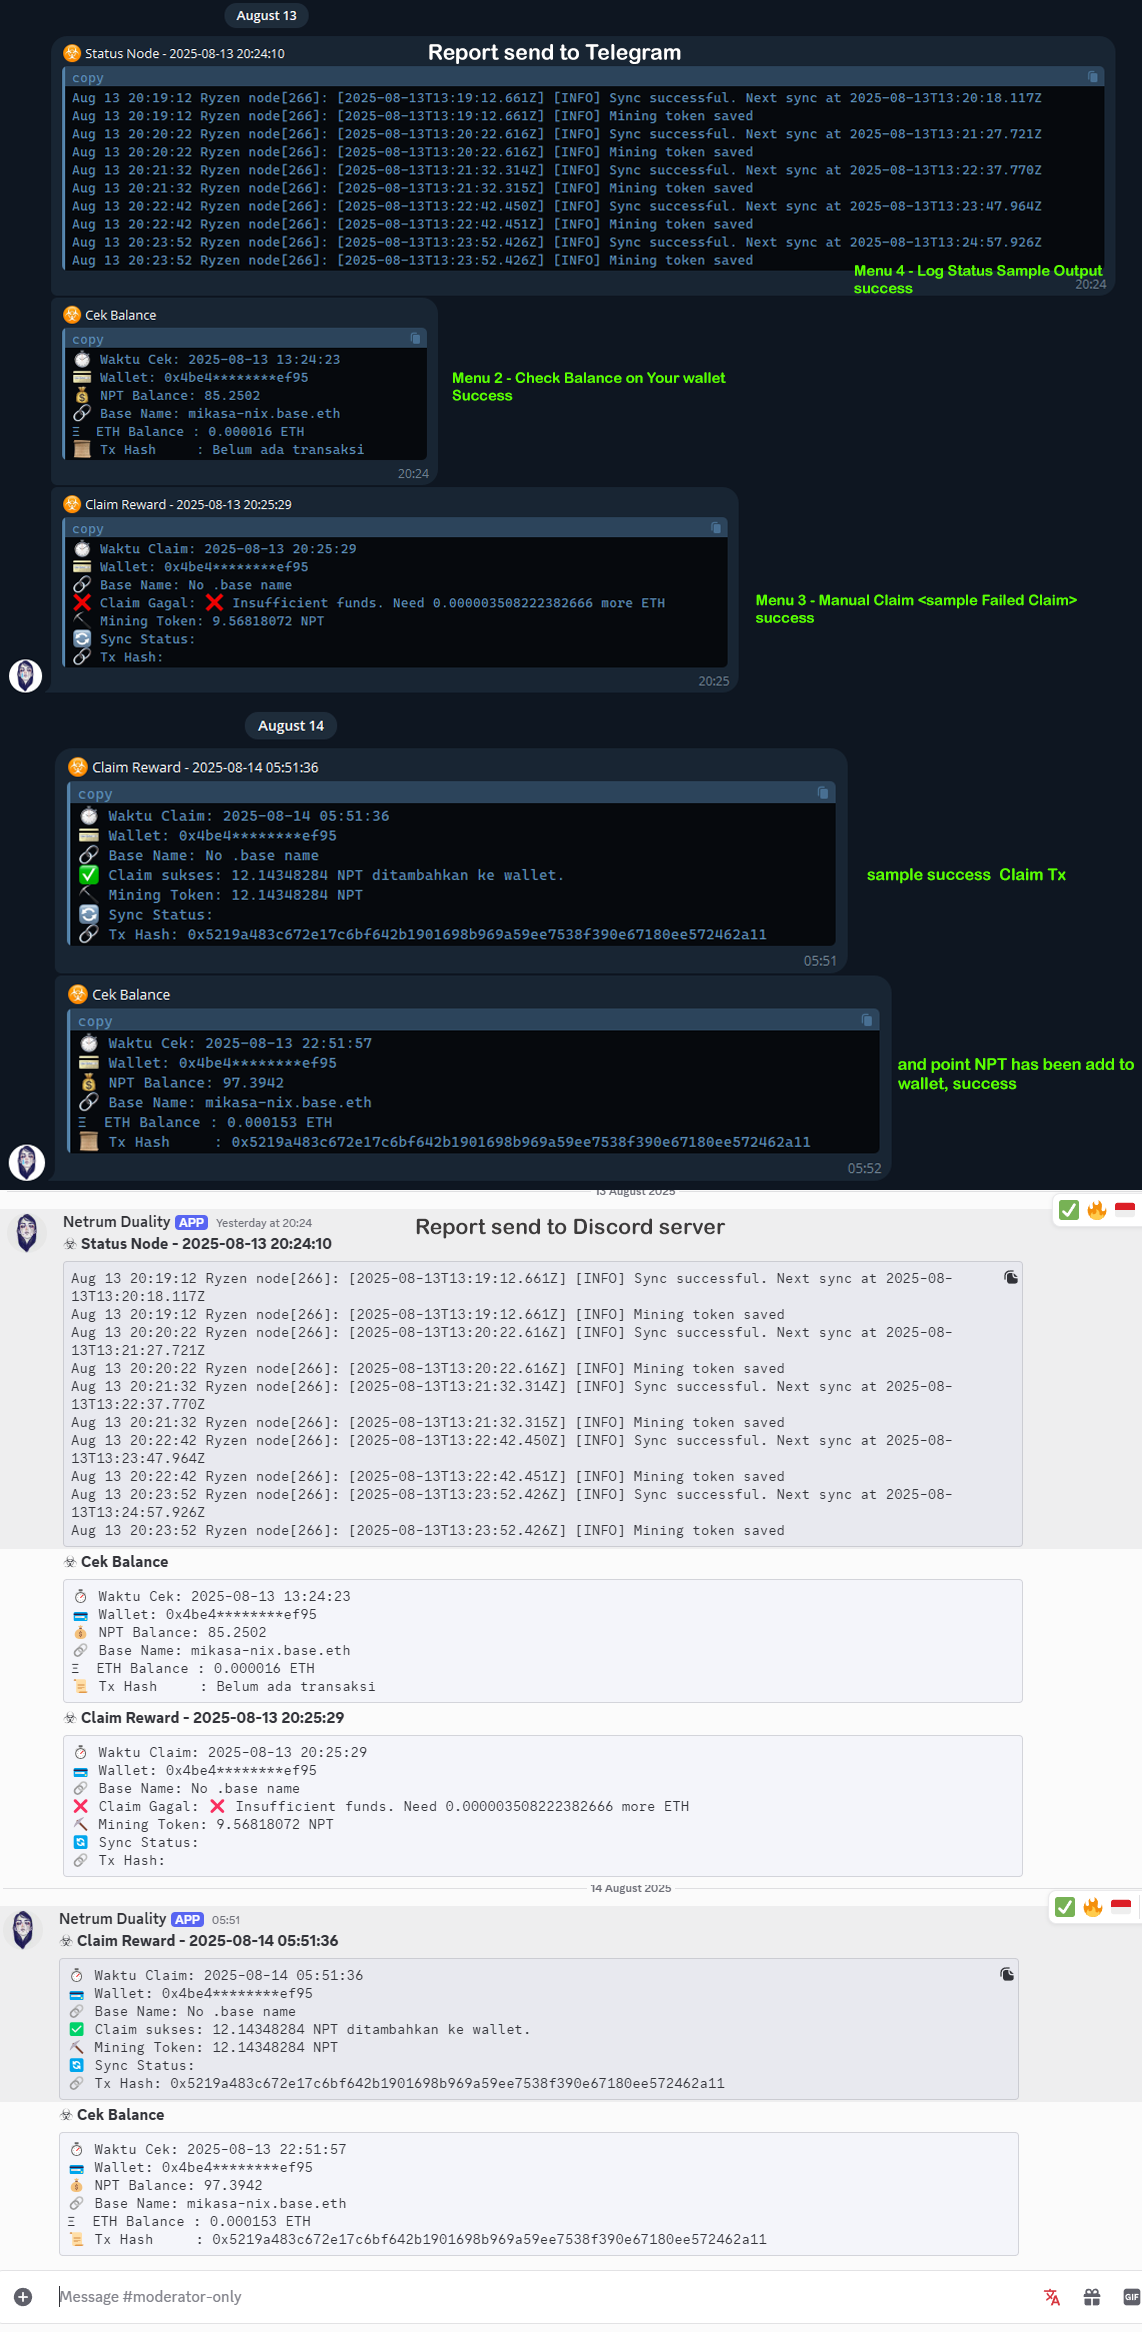 August 13
Status Node - 2025-08-13 20:24:10
Report send to Telegram
copy
Aug 13 20:19:12 Ryzen node[266]: [2025-08-13T13:19:12.661Z] [INFO] Sync successful. Next sync at 2025-08-13T13:20:18.117Z
Aug 13 20:19:12 Ryzen node[266]: [2025-08-13T13:19:12.661Z] [INFO] Mining token saved
Aug 13 20:20:22 Ryzen node[266]: [2025-08-13T13:20:22.616Z] [INFO] Sync successful. Next sync at 2025-08-13T13:21:27.721Z
Aug 13 20:20:22 Ryzen node[266]: [2025-08-13T13:20:22.616Z] [INFO] Mining token saved
Aug 13 20:21:32 Ryzen node[266]: [2025-08-13T13:21:32.314Z] [INFO] Sync successful. Next sync at 2025-08-13T13:22:37.770Z
Aug 13 20:21:32 Ryzen node[266]: [2025-08-13T13:21:32.315Z] [INFO] Mining token saved
Aug 13 20:22:42 Ryzen node[266]: [2025-08-13T13:22:42.450Z] [INFO] Sync successful. Next sync at 2025-08-13T13:23:47.964Z
Aug 13 20:22:42 Ryzen node[266]: [2025-08-13T13:22:42.451Z] [INFO] Mining token saved
Aug 13 20:23:52 Ryzen node[266]: [2025-08-13T13:23:52.426Z] [INFO] Sync successful. Next sync at 2025-08-13T13:24:57.926Z
Aug 13 20:23:52 Ryzen node[266]: [2025-08-13T13:23:52.426Z] [INFO] Mining token saved
Menu 4 - Log Status Sample Output
success
20:24
Cek Balance
copy
Waktu Cek: 2025-08-13 13:24:23
Wallet: 0x4be4********ef95
NPT Balance: 85.2502
Base Name: mikasa-nix.base.eth
Ξ ETH Balance : 0.000016 ETH
Tx Hash : Belum ada transaksi
20:24
Menu 2 - Check Balance on Your wallet
Success
Claim Reward - 2025-08-13 20:25:29
copy
Waktu Claim: 2025-08-13 20:25:29
Wallet: 0x4be4********ef95
Base Name: No .base name
❌ Claim Gagal: ❌ Insufficient funds. Need 0.000003508222382666 more ETH
Mining Token: 9.56818072 NPT
Sync Status:
Tx Hash:
20:25
Menu 3 - Manual Claim <sample Failed Claim>
success
August 14
Claim Reward - 2025-08-14 05:51:36
copy
Waktu Claim: 2025-08-14 05:51:36
Wallet: 0x4be4********ef95
Base Name: No .base name
✅ Claim sukses: 12.14348284 NPT ditambahkan ke wallet.
Mining Token: 12.14348284 NPT
Sync Status:
Tx Hash: 0x5219a483c672e17c6bf642b1901698b969a59ee7538f390e67180ee572462a11
05:51
sample success Claim Tx
Cek Balance
copy
Waktu Cek: 2025-08-13 22:51:57
Wallet: 0x4be4********ef95
NPT Balance: 97.3942
Base Name: mikasa-nix.base.eth
Ξ ETH Balance : 0.000153 ETH
Tx Hash : 0x5219a483c672e17c6bf642b1901698b969a59ee7538f390e67180ee572462a11
05:52
and point NPT has been add to
wallet, success
13 August 2025
Netrum Duality APP Yesterday at 20:24
Report send to Discord server
☣ Status Node - 2025-08-13 20:24:10
Aug 13 20:19:12 Ryzen node[266]: [2025-08-13T13:19:12.661Z] [INFO] Sync successful. Next sync at 2025-08-
13T13:20:18.117Z
Aug 13 20:19:12 Ryzen node[266]: [2025-08-13T13:19:12.661Z] [INFO] Mining token saved
Aug 13 20:20:22 Ryzen node[266]: [2025-08-13T13:20:22.616Z] [INFO] Sync successful. Next sync at 2025-08-
13T13:21:27.721Z
Aug 13 20:20:22 Ryzen node[266]: [2025-08-13T13:20:22.616Z] [INFO] Mining token saved
Aug 13 20:21:32 Ryzen node[266]: [2025-08-13T13:21:32.314Z] [INFO] Sync successful. Next sync at 2025-08-
13T13:22:37.770Z
Aug 13 20:21:32 Ryzen node[266]: [2025-08-13T13:21:32.315Z] [INFO] Mining token saved
Aug 13 20:22:42 Ryzen node[266]: [2025-08-13T13:22:42.450Z] [INFO] Sync successful. Next sync at 2025-08-
13T13:23:47.964Z
Aug 13 20:22:42 Ryzen node[266]: [2025-08-13T13:22:42.451Z] [INFO] Mining token saved
Aug 13 20:23:52 Ryzen node[266]: [2025-08-13T13:23:52.426Z] [INFO] Sync successful. Next sync at 2025-08-
13T13:24:57.926Z
Aug 13 20:23:52 Ryzen node[266]: [2025-08-13T13:23:52.426Z] [INFO] Mining token saved
☣ Cek Balance
Waktu Cek: 2025-08-13 13:24:23
Wallet: 0x4be4********ef95
NPT Balance: 85.2502
Base Name: mikasa-nix.base.eth
Ξ ETH Balance : 0.000016 ETH
Tx Hash : Belum ada transaksi
☣ Claim Reward - 2025-08-13 20:25:29
Waktu Claim: 2025-08-13 20:25:29
Wallet: 0x4be4********ef95
Base Name: No .base name
❌ Claim Gagal: ❌ Insufficient funds. Need 0.000003508222382666 more ETH
Mining Token: 9.56818072 NPT
Sync Status:
Tx Hash:
14 August 2025
Netrum Duality APP 05:51
☣ Claim Reward - 2025-08-14 05:51:36
Waktu Claim: 2025-08-14 05:51:36
Wallet: 0x4be4********ef95
Base Name: No .base name
✅ Claim sukses: 12.14348284 NPT ditambahkan ke wallet.
Mining Token: 12.14348284 NPT
Sync Status:
Tx Hash: 0x5219a483c672e17c6bf642b1901698b969a59ee7538f390e67180ee572462a11
☣ Cek Balance
Waktu Cek: 2025-08-13 22:51:57
Wallet: 0x4be4********ef95
NPT Balance: 97.3942
Base Name: mikasa-nix.base.eth
Ξ ETH Balance : 0.000153 ETH
Tx Hash : 0x5219a483c672e17c6bf642b1901698b969a59ee7538f390e67180ee572462a11
Message #moderator-only
GIF